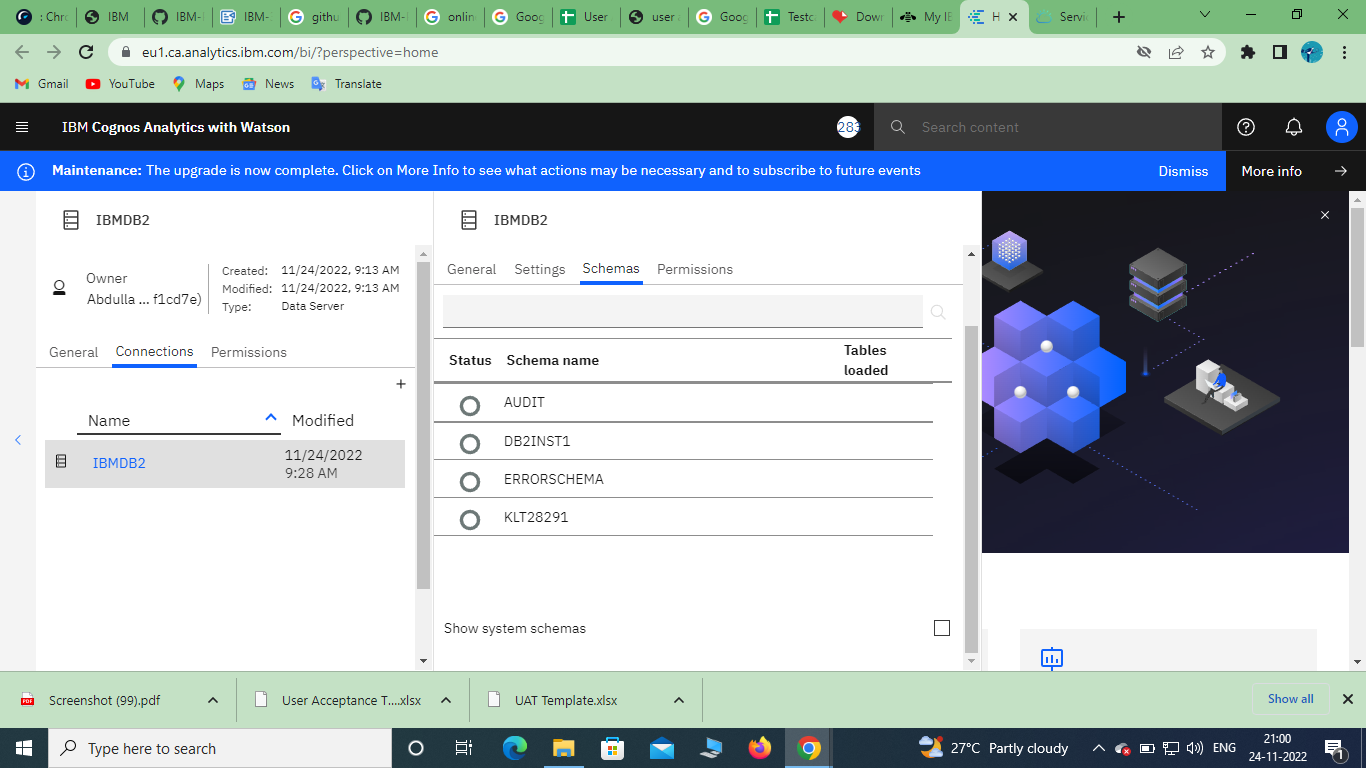 : Chro
IBM
IBM-
IBM-
githu
IBM-
online
Goog
User
user a
Goog
Testc
Down
My IB
H
Servic
eu1.ca.analytics.ibm.com/bi/?perspective=home
Gmail
YouTube
Maps
News
Translate
IBM Cognos Analytics with Watson
283
Search content
Maintenance: The upgrade is now complete. Click on More Info to see what actions may be necessary and to subscribe to future events
Dismiss
More info
IBMDB2
Owner
Abdulla ... f1cd7e)
Created: 11/24/2022, 9:13 AM
Modified: 11/24/2022, 9:13 AM
Type: Data Server
General Connections Permissions
Name Modified
IBMDB2
11/24/2022
9:28 AM
IBMDB2
General Settings Schemas Permissions
Status Schema name
Tables
loaded
AUDIT
DB2INST1
ERRORSCHEMA
KLT28291
Show system schemas
Screenshot (99).pdf
User Acceptance T....xlsx
UAT Template.xlsx
Show all
Type here to search
27°C Partly cloudy
ENG
21:00
24-11-2022
1